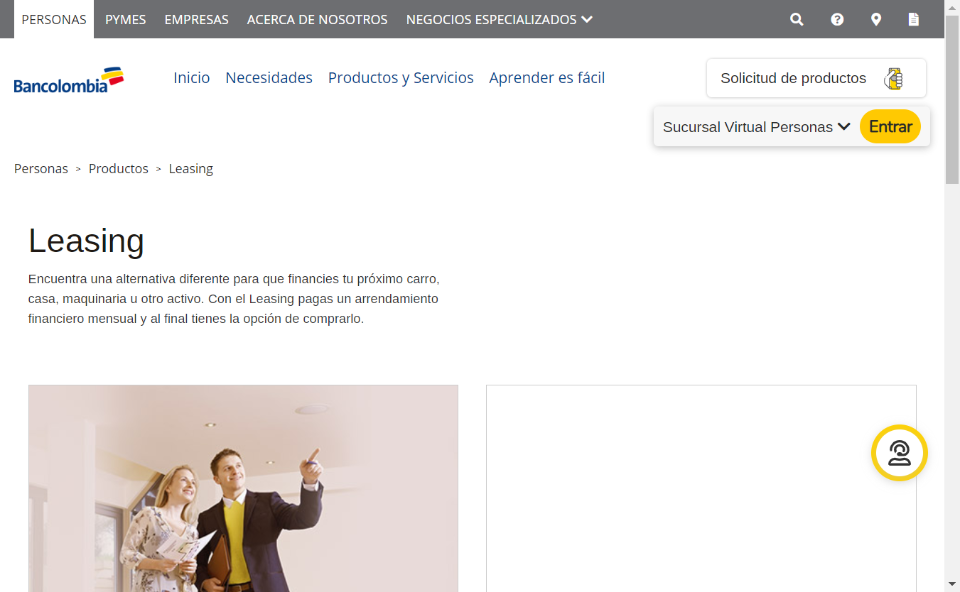 PERSONAS PYMES EMPRESAS ACERCA DE NOSOTROS NEGOCIOS ESPECIALIZADOS
Bancolombia Inicio Necesidades Productos y Servicios Aprender es fácil Solicitud de productos
Sucursal Virtual Personas Entrar
Personas > Productos > Leasing
Leasing
Encuentra una alternativa diferente para que financies tu próximo carro,
casa, maquinaria u otro activo. Con el Leasing pagas un arrendamiento
financiero mensual y al final tienes la opción de comprarlo.